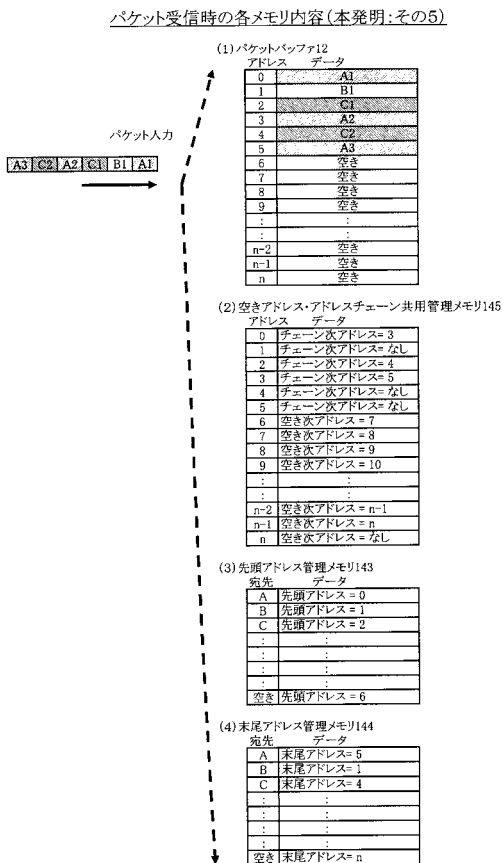 パケット受信時の各メモリ内容(本発明:その5)
(1)パケットバッファ12
アドレス データ
0 A1
1 B1
2 C1
3 A2
4 C2
5 A3
6 空き
7 空き
8 空き
9 空き
: :
: :
n-2 空き
n-1 空き
n 空き
パケット入力
A3 C2 A2 C1 B1 A1
(2)空きアドレス・アドレスチェーン共用管理メモリ145
アドレス データ
0 チェーン次アドレス= 3
1 チェーン次アドレス= なし
2 チェーン次アドレス= 4
3 チェーン次アドレス= 5
4 チェーン次アドレス= なし
5 チェーン次アドレス= なし
6 空き次アドレス = 7
7 空き次アドレス = 8
8 空き次アドレス = 9
9 空き次アドレス = 10
: :
: :
n-2 空き次アドレス = n-1
n-1 空き次アドレス = n
n 空き次アドレス = なし
(3)先頭アドレス管理メモリ143
宛先 データ
A 先頭アドレス = 0
B 先頭アドレス = 1
C 先頭アドレス = 2
: :
: :
: :
: :
空き 先頭アドレス = 6
(4)末尾アドレス管理メモリ144
宛先 データ
A 末尾アドレス= 5
B 末尾アドレス= 1
C 末尾アドレス= 4
: :
: :
: :
: :
空き 末尾アドレス= n